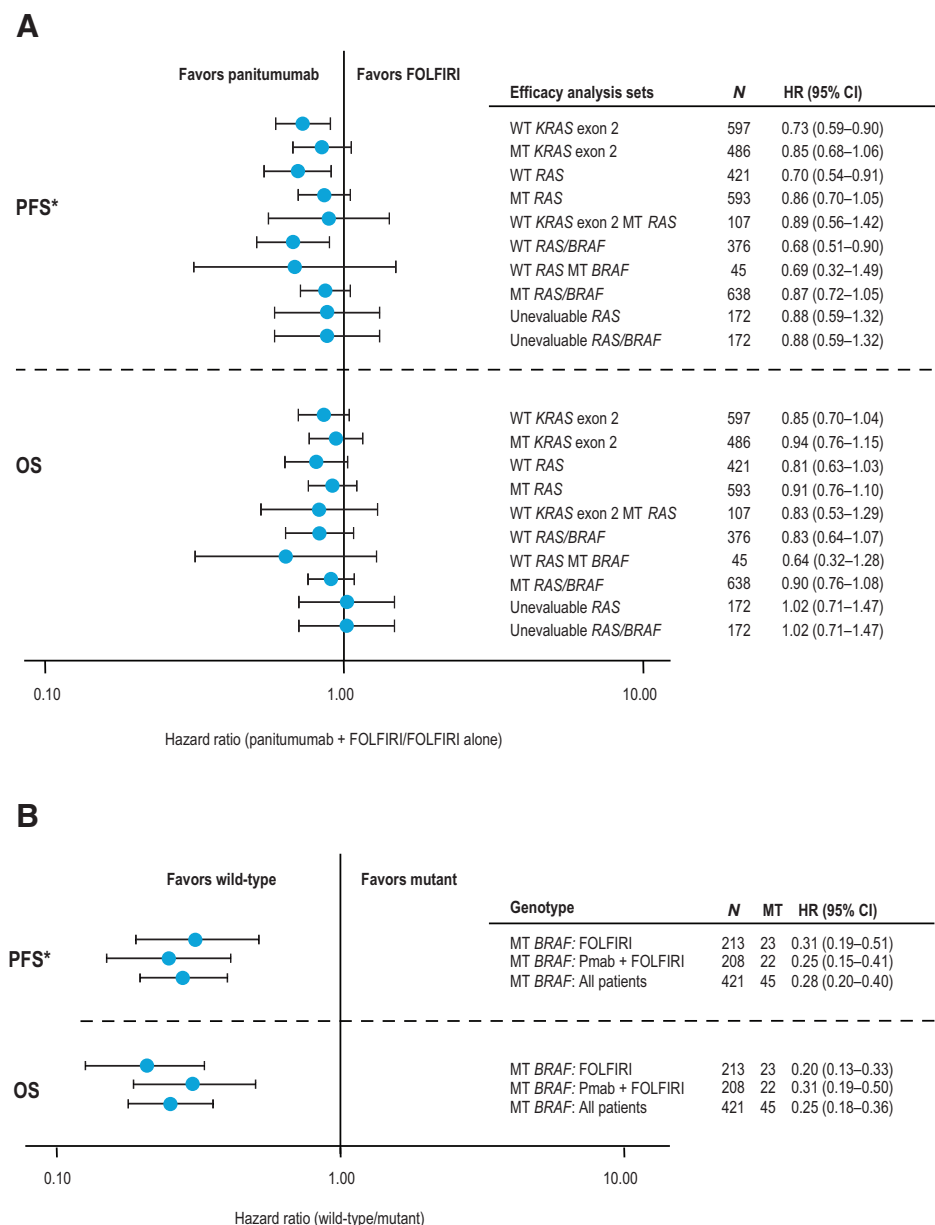 A
Favors panitumumab Favors FOLFIRI
Efficacy analysis sets N HR (95% CI)
PFS*
WT KRAS exon 2 597 0.73 (0.59–0.90)
MT KRAS exon 2 486 0.85 (0.68–1.06)
WT RAS 421 0.70 (0.54–0.91)
MT RAS 593 0.86 (0.70–1.05)
WT KRAS exon 2 MT RAS 107 0.89 (0.56–1.42)
WT RAS/BRAF 376 0.68 (0.51–0.90)
WT RAS MT BRAF 45 0.69 (0.32–1.49)
MT RAS/BRAF 638 0.87 (0.72–1.05)
Unevaluable RAS 172 0.88 (0.59–1.32)
Unevaluable RAS/BRAF 172 0.88 (0.59–1.32)
OS
WT KRAS exon 2 597 0.85 (0.70–1.04)
MT KRAS exon 2 486 0.94 (0.76–1.15)
WT RAS 421 0.81 (0.63–1.03)
MT RAS 593 0.91 (0.76–1.10)
WT KRAS exon 2 MT RAS 107 0.83 (0.53–1.29)
WT RAS/BRAF 376 0.83 (0.64–1.07)
WT RAS MT BRAF 45 0.64 (0.32–1.28)
MT RAS/BRAF 638 0.90 (0.76–1.08)
Unevaluable RAS 172 1.02 (0.71–1.47)
Unevaluable RAS/BRAF 172 1.02 (0.71–1.47)
0.10 1.00 10.00
Hazard ratio (panitumumab + FOLFIRI/FOLFIRI alone)
B
Favors wild-type Favors mutant
Genotype N MT HR (95% CI)
PFS*
MT BRAF: FOLFIRI 213 23 0.31 (0.19–0.51)
MT BRAF: Pmab + FOLFIRI 208 22 0.25 (0.15–0.41)
MT BRAF: All patients 421 45 0.28 (0.20–0.40)
OS
MT BRAF: FOLFIRI 213 23 0.20 (0.13–0.33)
MT BRAF: Pmab + FOLFIRI 208 22 0.31 (0.19–0.50)
MT BRAF: All patients 421 45 0.25 (0.18–0.36)
0.10 1.00 10.00
Hazard ratio (wild-type/mutant)